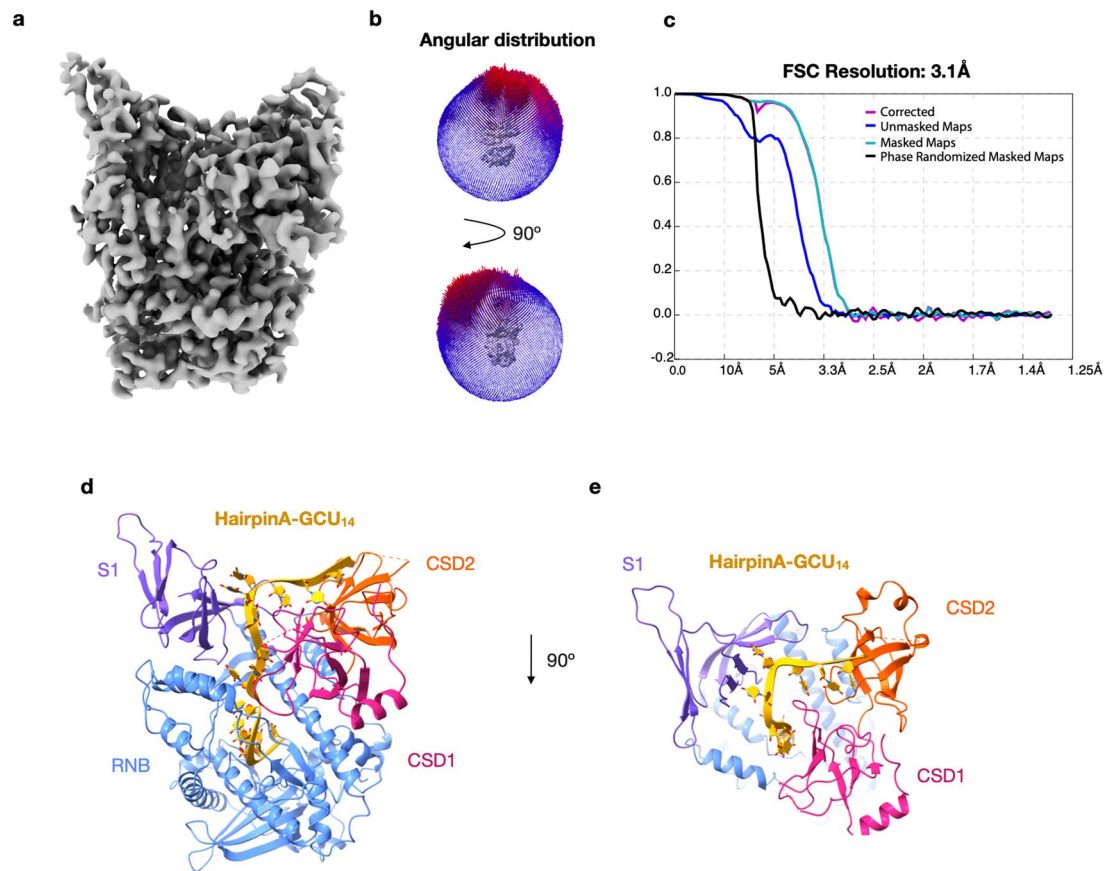 a
b
c
Angular distribution
90º
FSC Resolution: 3.1Å
1.0
0.8
0.6
0.4
0.2
0.0
-0.2
Corrected
Unmasked Maps
Masked Maps
Phase Randomized Masked Maps
0.0 10Å 5Å 3.3Å 2.5Å 2Å 1.7Å 1.4Å 1.25Å
d
HairpinA-GCU₁₄
S1
CSD2
RNB
CSD1
90º
e
HairpinA-GCU₁₄
S1
CSD2
CSD1